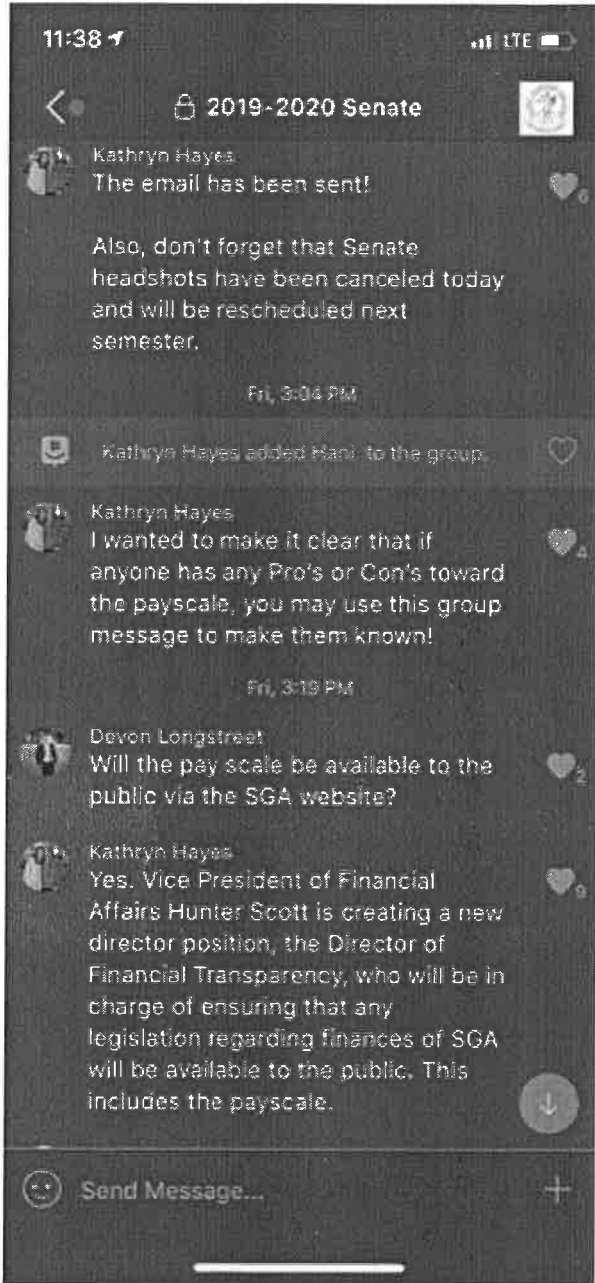 11:38
LTE
2019-2020 Senate
Kathryn Hayes
The email has been sent!
6
Also, don't forget that Senate
headshots have been canceled today
and will be rescheduled next
semester.
Fri, 3:04 PM
Kathryn Hayes added Hani to the group.
Kathryn Hayes
I wanted to make it clear that if
anyone has any Pro's or Con's toward
the payscale, you may use this group
message to make them known!
4
Fri, 3:19 PM
Devon Longstreet
Will the pay scale be available to the
public via the SGA website?
2
Kathryn Hayes
Yes. Vice President of Financial
Affairs Hunter Scott is creating a new
director position, the Director of
Financial Transparency, who will be in
charge of ensuring that any
legislation regarding finances of SGA
will be available to the public. This
includes the payscale.
9
Send Message...